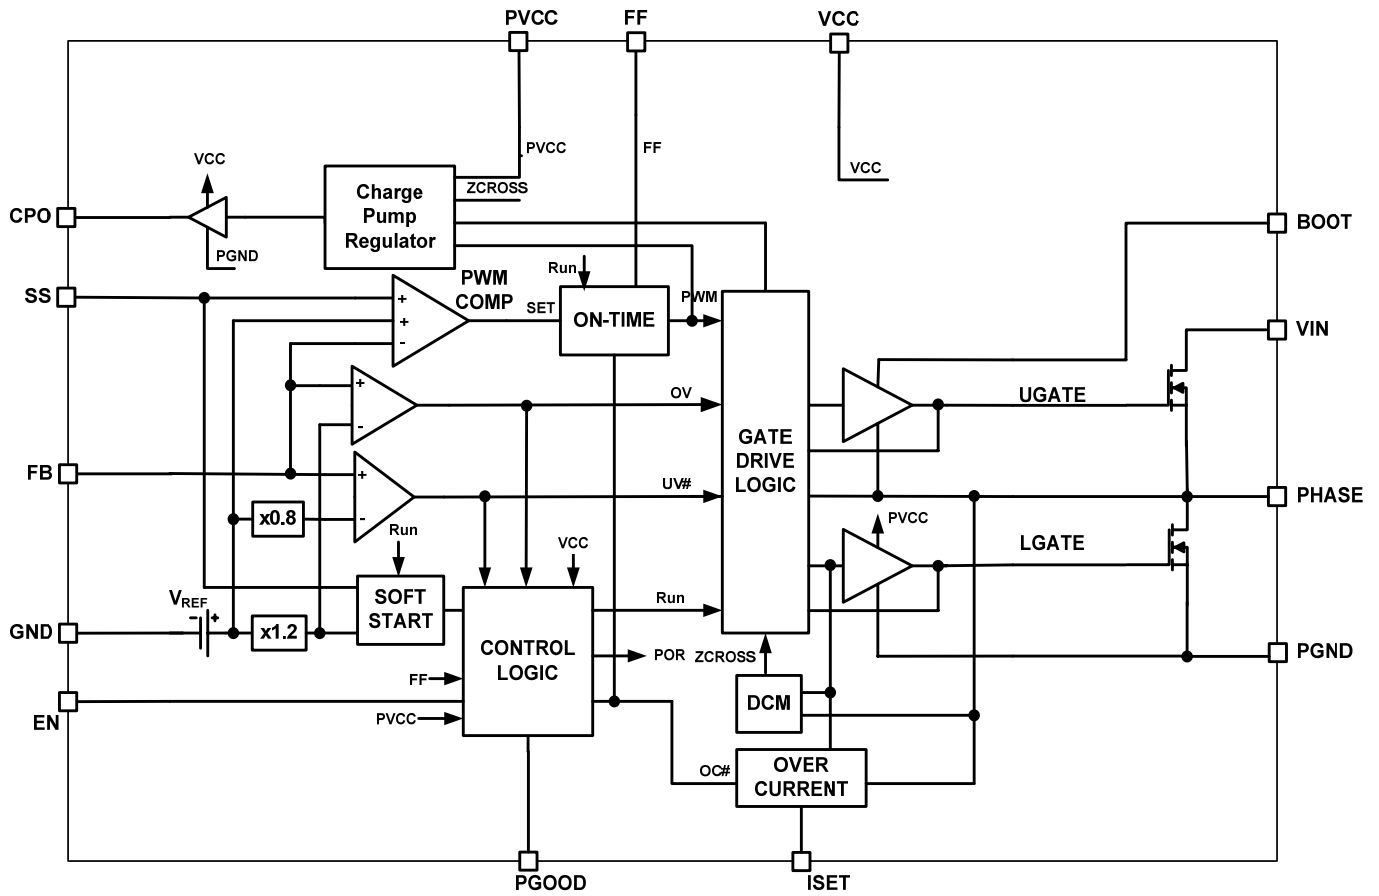 PVCC
FF
VCC
PVCC
FF
VCC
VCC
ZCROSS
Charge
Pump
Regulator
CPO
PGND
BOOT
SS
Run
PWM
COMP
SET
PWM
+
+
-
ON-TIME
VIN
+
-
OV
UGATE
GATE
DRIVE
LOGIC
FB
+
-
UV#
PHASE
x0.8
Run
PVCC
VCC
LGATE
VREF
- +
SOFT
START
Run
GND
x1.2
CONTROL
LOGIC
POR
ZCROSS
PGND
FF
EN
PVCC
DCM
OC#
OVER
CURRENT
PGOOD
ISET